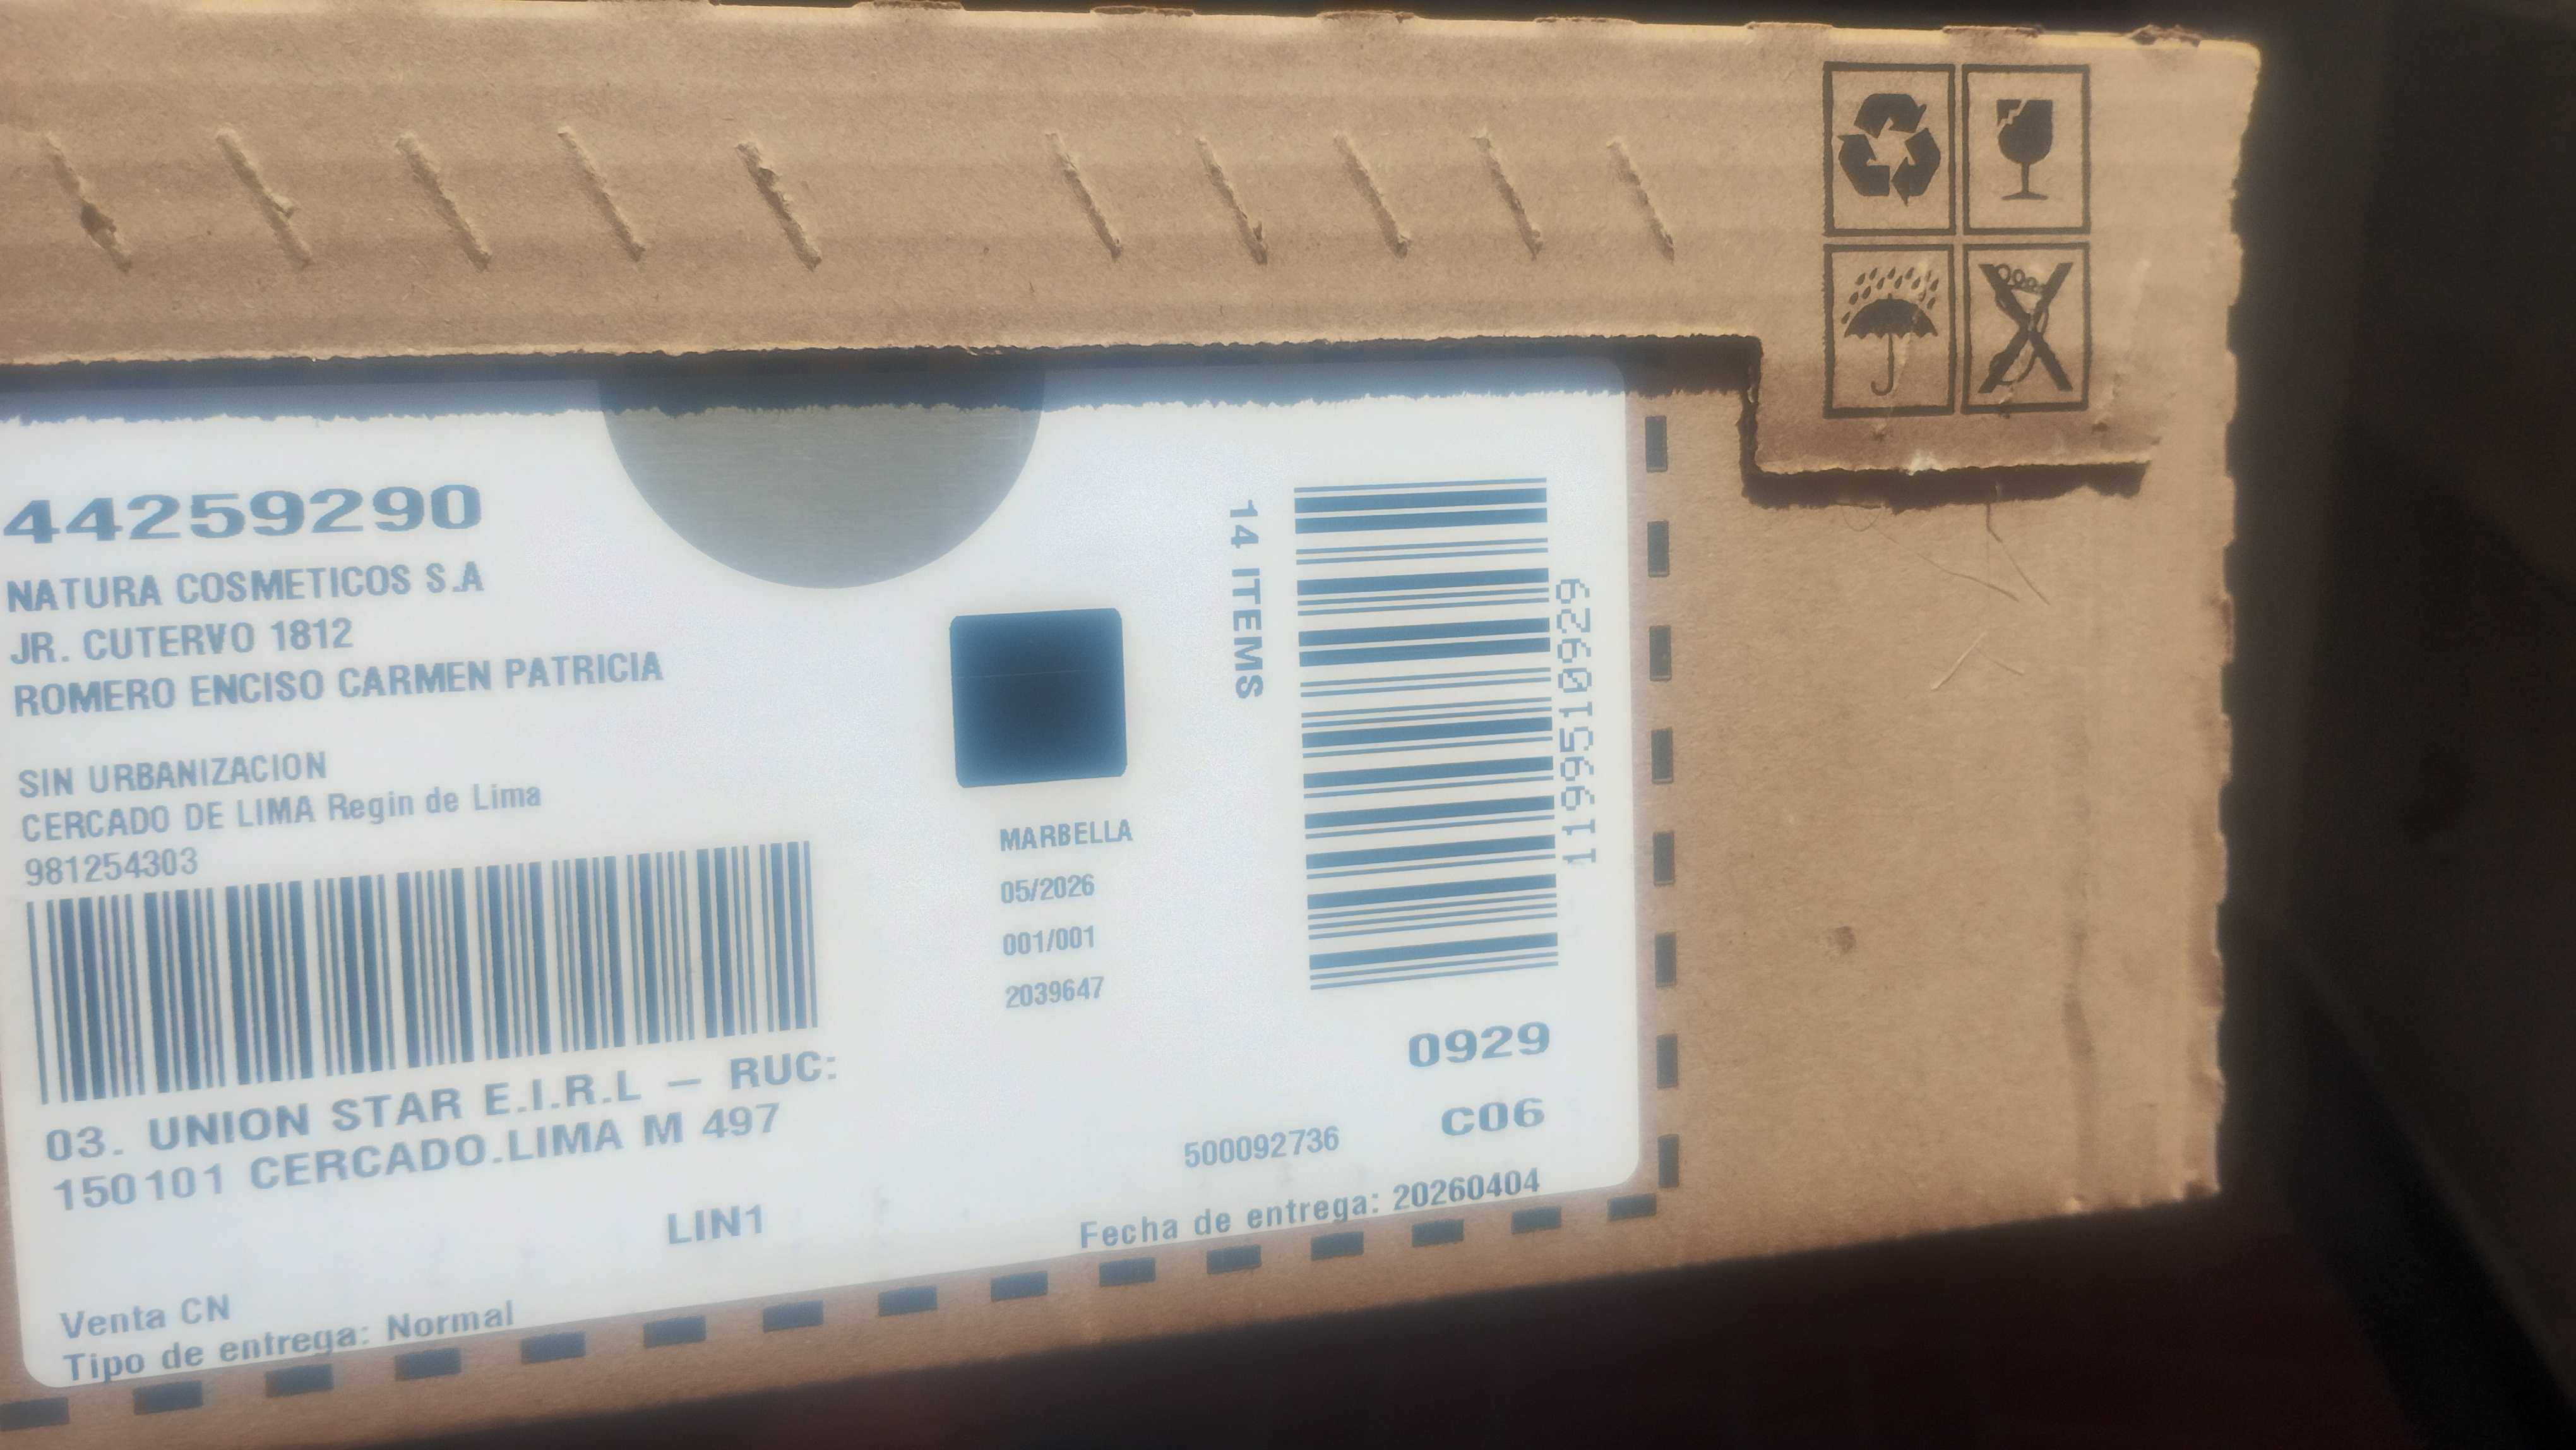 44259290
NATURA COSMETICOS S.A
JR. CUTERVO 1812
ROMERO ENCISO CARMEN PATRICIA
SIN URBANIZACION
CERCADO DE LIMA Regin de Lima
981254303
03. UNION STAR E.I.R.L – RUC:
150101 CERCADO.LIMA M 497
LIN1
Venta CN
Tipo de entrega: Normal
MARBELLA
05/2026
001/001
2039647
14 ITEMS
1199510929
0929
C06
500092736
Fecha de entrega: 20260404